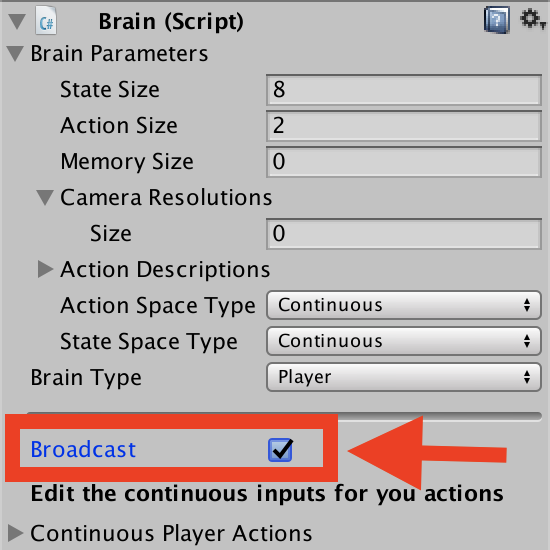 C# Brain (Script)
Brain Parameters
State Size 8
Action Size 2
Memory Size 0
Camera Resolutions
Size 0
Action Descriptions
Action Space Type Continuous
State Space Type Continuous
Brain Type Player
Broadcast
Edit the continuous inputs for you actions
Continuous Player Actions